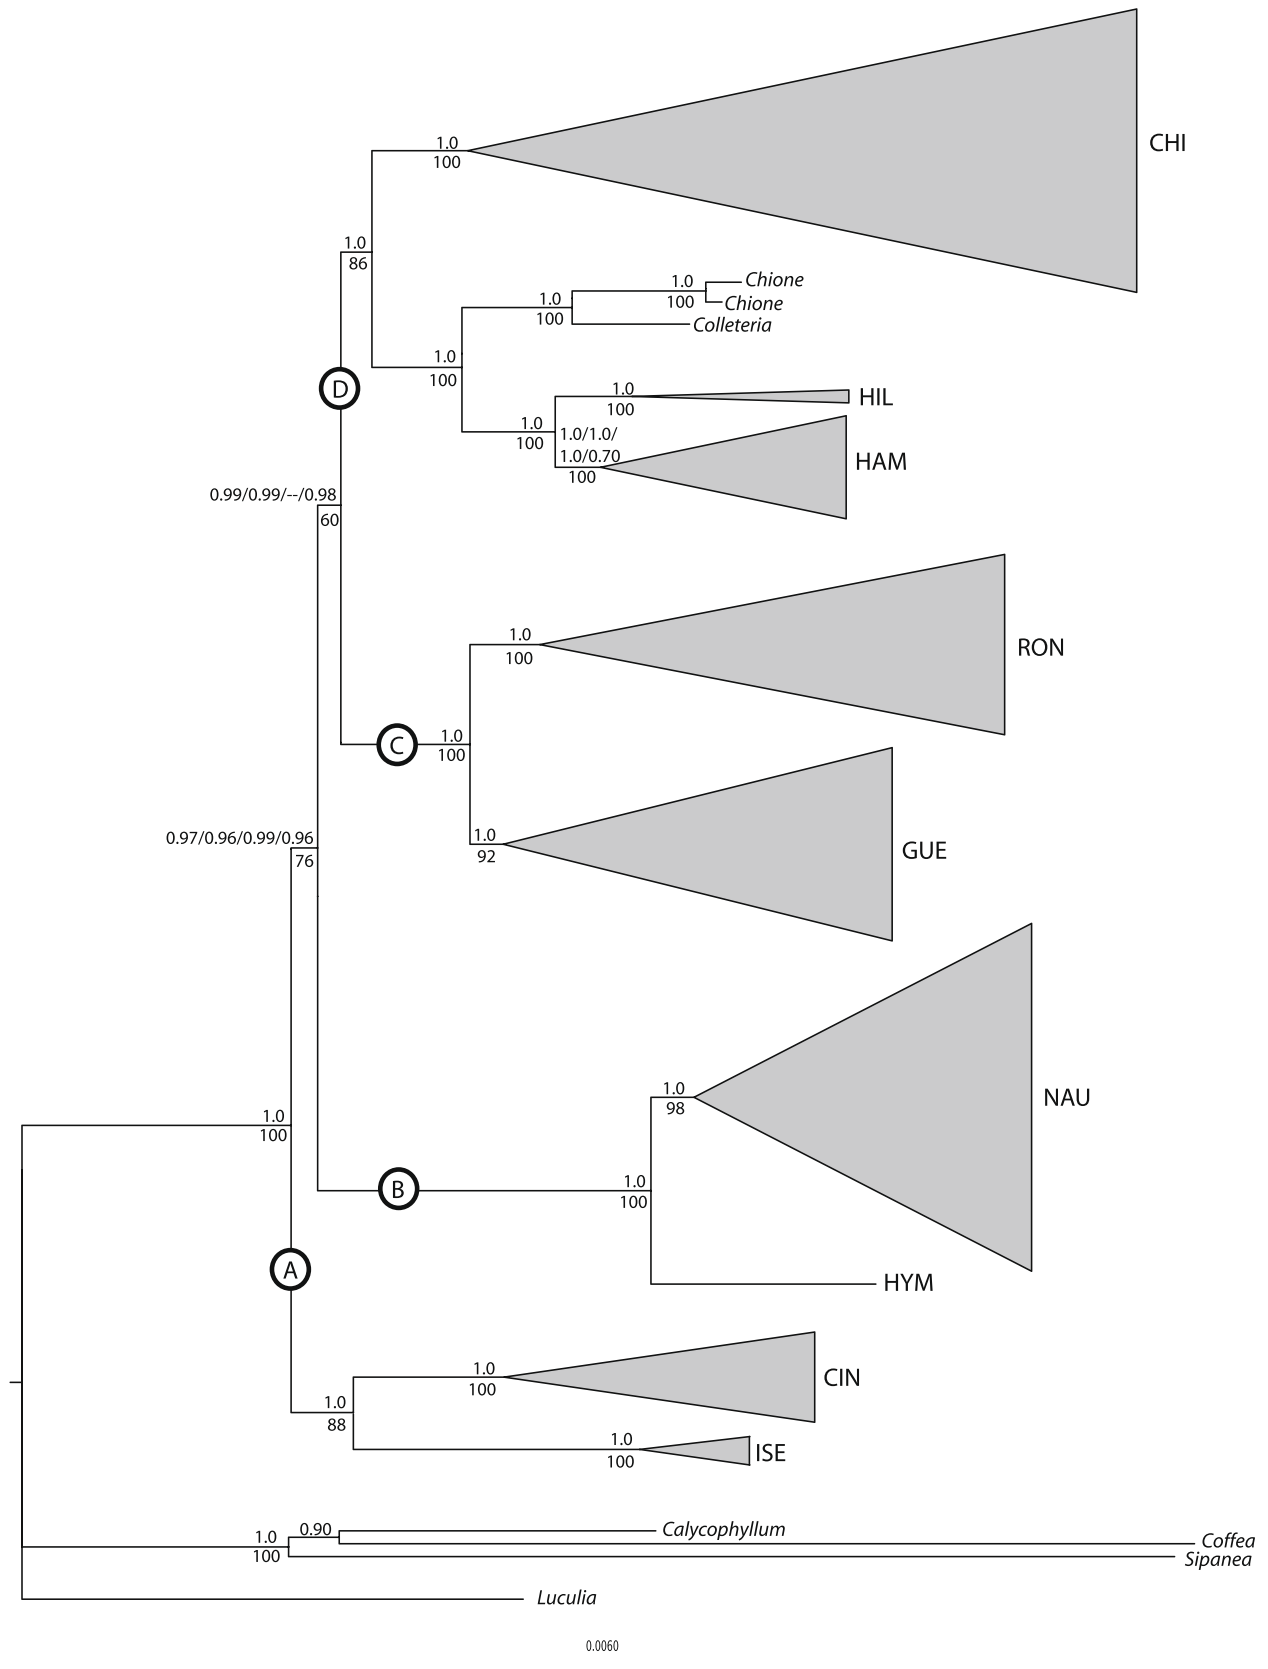 1.0
100
CHI
1.0
86
1.0
100
Chione
Chione
1.0
100
Colleteria
1.0
100
D
1.0
100
HIL
1.0
100
1.0/1.0/
1.0/0.70
100
HAM
0.99/0.99/--/0.98
60
1.0
100
RON
C
1.0
100
1.0
92
GUE
0.97/0.96/0.99/0.96
76
1.0
98
NAU
1.0
100
B
1.0
100
A
HYM
1.0
100
CIN
1.0
88
1.0
100
ISE
1.0
100
0.90
Calycophyllum
Coffea
Sipanea
Luculia
0.0060